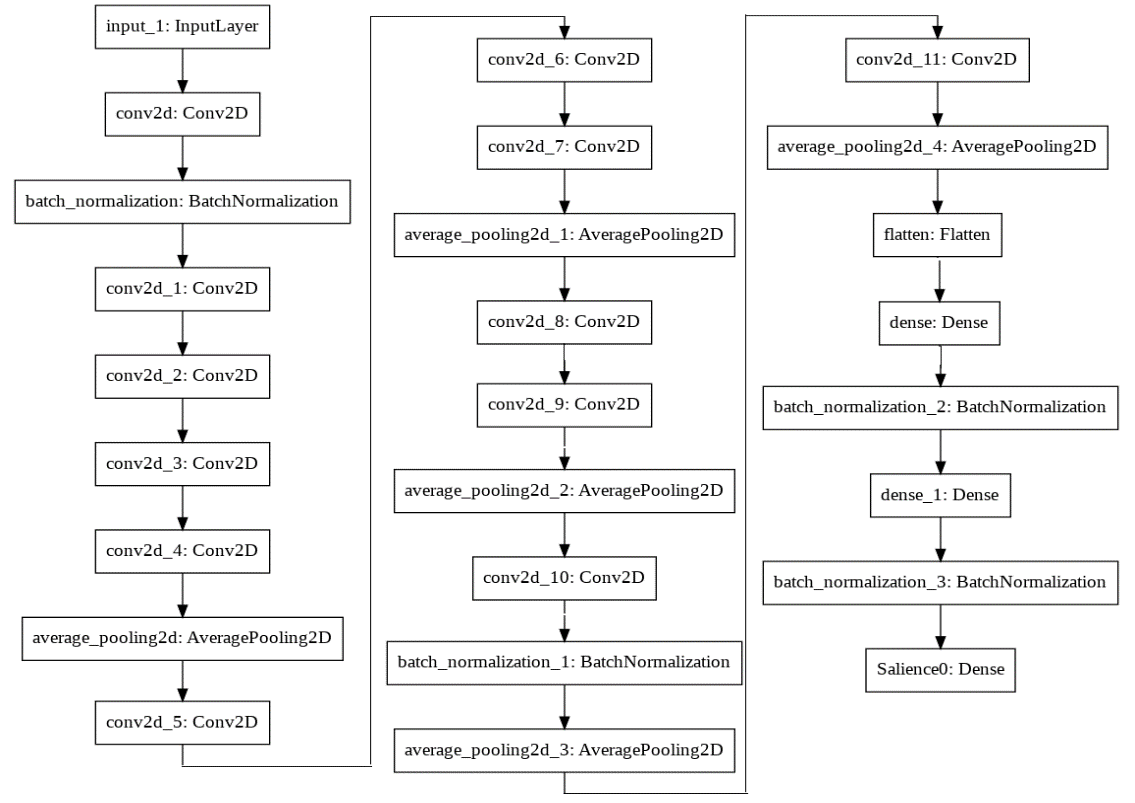 input_1: InputLayer
conv2d: Conv2D
batch_normalization: BatchNormalization
conv2d_1: Conv2D
conv2d_2: Conv2D
conv2d_3: Conv2D
conv2d_4: Conv2D
average_pooling2d: AveragePooling2D
conv2d_5: Conv2D
conv2d_6: Conv2D
conv2d_7: Conv2D
average_pooling2d_1: AveragePooling2D
conv2d_8: Conv2D
conv2d_9: Conv2D
average_pooling2d_2: AveragePooling2D
conv2d_10: Conv2D
batch_normalization_1: BatchNormalization
average_pooling2d_3: AveragePooling2D
conv2d_11: Conv2D
average_pooling2d_4: AveragePooling2D
flatten: Flatten
dense: Dense
batch_normalization_2: BatchNormalization
dense_1: Dense
batch_normalization_3: BatchNormalization
Salience0: Dense